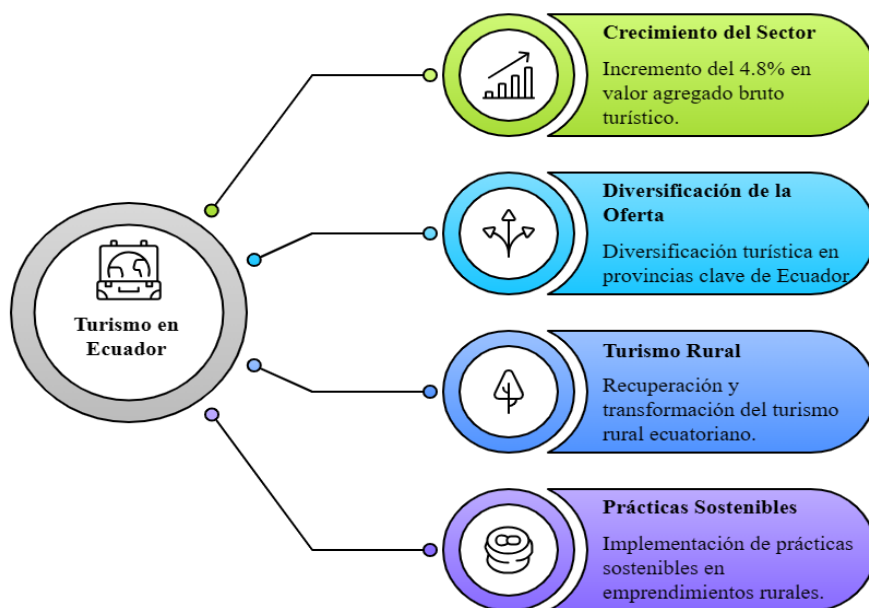 Crecimiento del Sector
Incremento del 4.8% en
valor agregado bruto
turístico.
Diversificación de la
Oferta
Diversificación turística en
provincias clave de Ecuador.
Turismo en
Ecuador
Turismo Rural
Recuperación y
transformación del turismo
rural ecuatoriano.
Prácticas Sostenibles
Implementación de prácticas
sostenibles en
emprendimientos rurales.